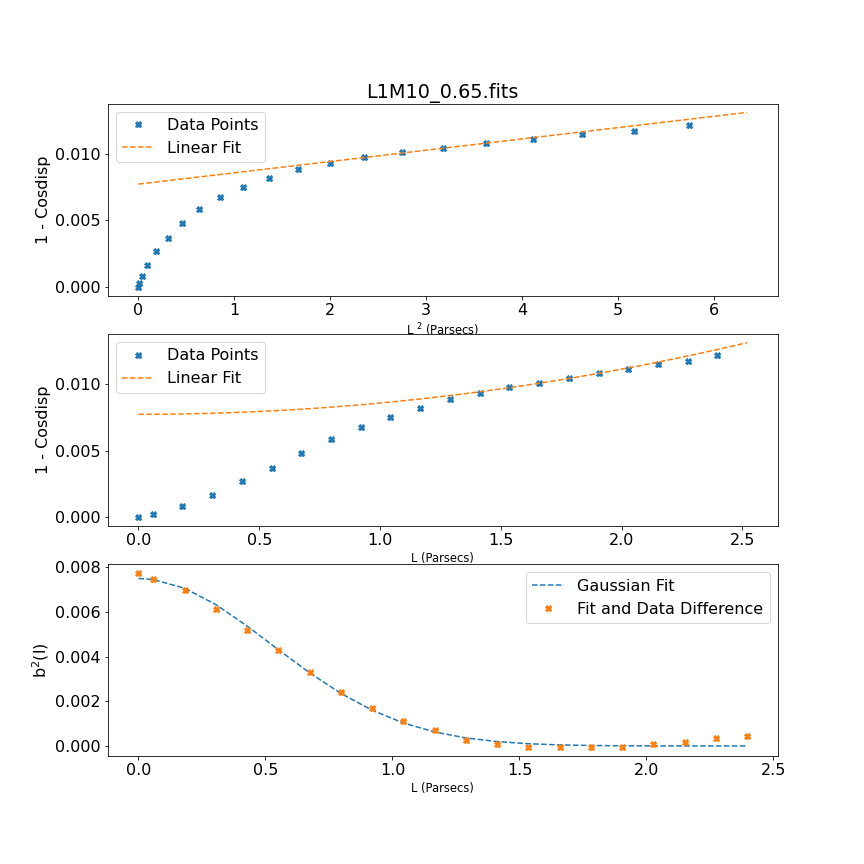 L1M10_0.65.fits
Data Points
Linear Fit
1 - Cosdisp
0.010
0.005
0.000
0 1 2 3 4 5 6
L ² (Parsecs)
Data Points
Linear Fit
1 - Cosdisp
0.010
0.005
0.000
0.0 0.5 1.0 1.5 2.0 2.5
L (Parsecs)
Gaussian Fit
Fit and Data Difference
b²(l)
0.008
0.006
0.004
0.002
0.000
0.0 0.5 1.0 1.5 2.0 2.5
L (Parsecs)